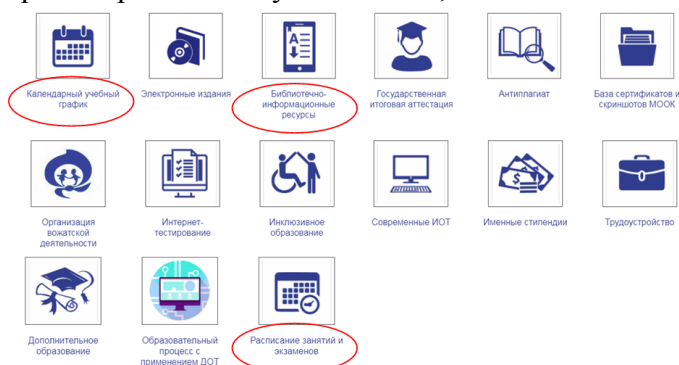 Календарный учебный
график
Электронные издания
Библиотечно-
информационные
ресурсы
Государственная
итоговая аттестация
Антиплагиат
База сертификатов и
скриншотов МООК
Организация
вожатской
деятельности
Интернет-
тестирование
Инклюзивное
образование
Современные ИОТ
Именные стипендии
Трудоустройство
Дополнительное
образование
Образовательный
процесс с
применением ДОТ
Расписание занятий и
экзаменов